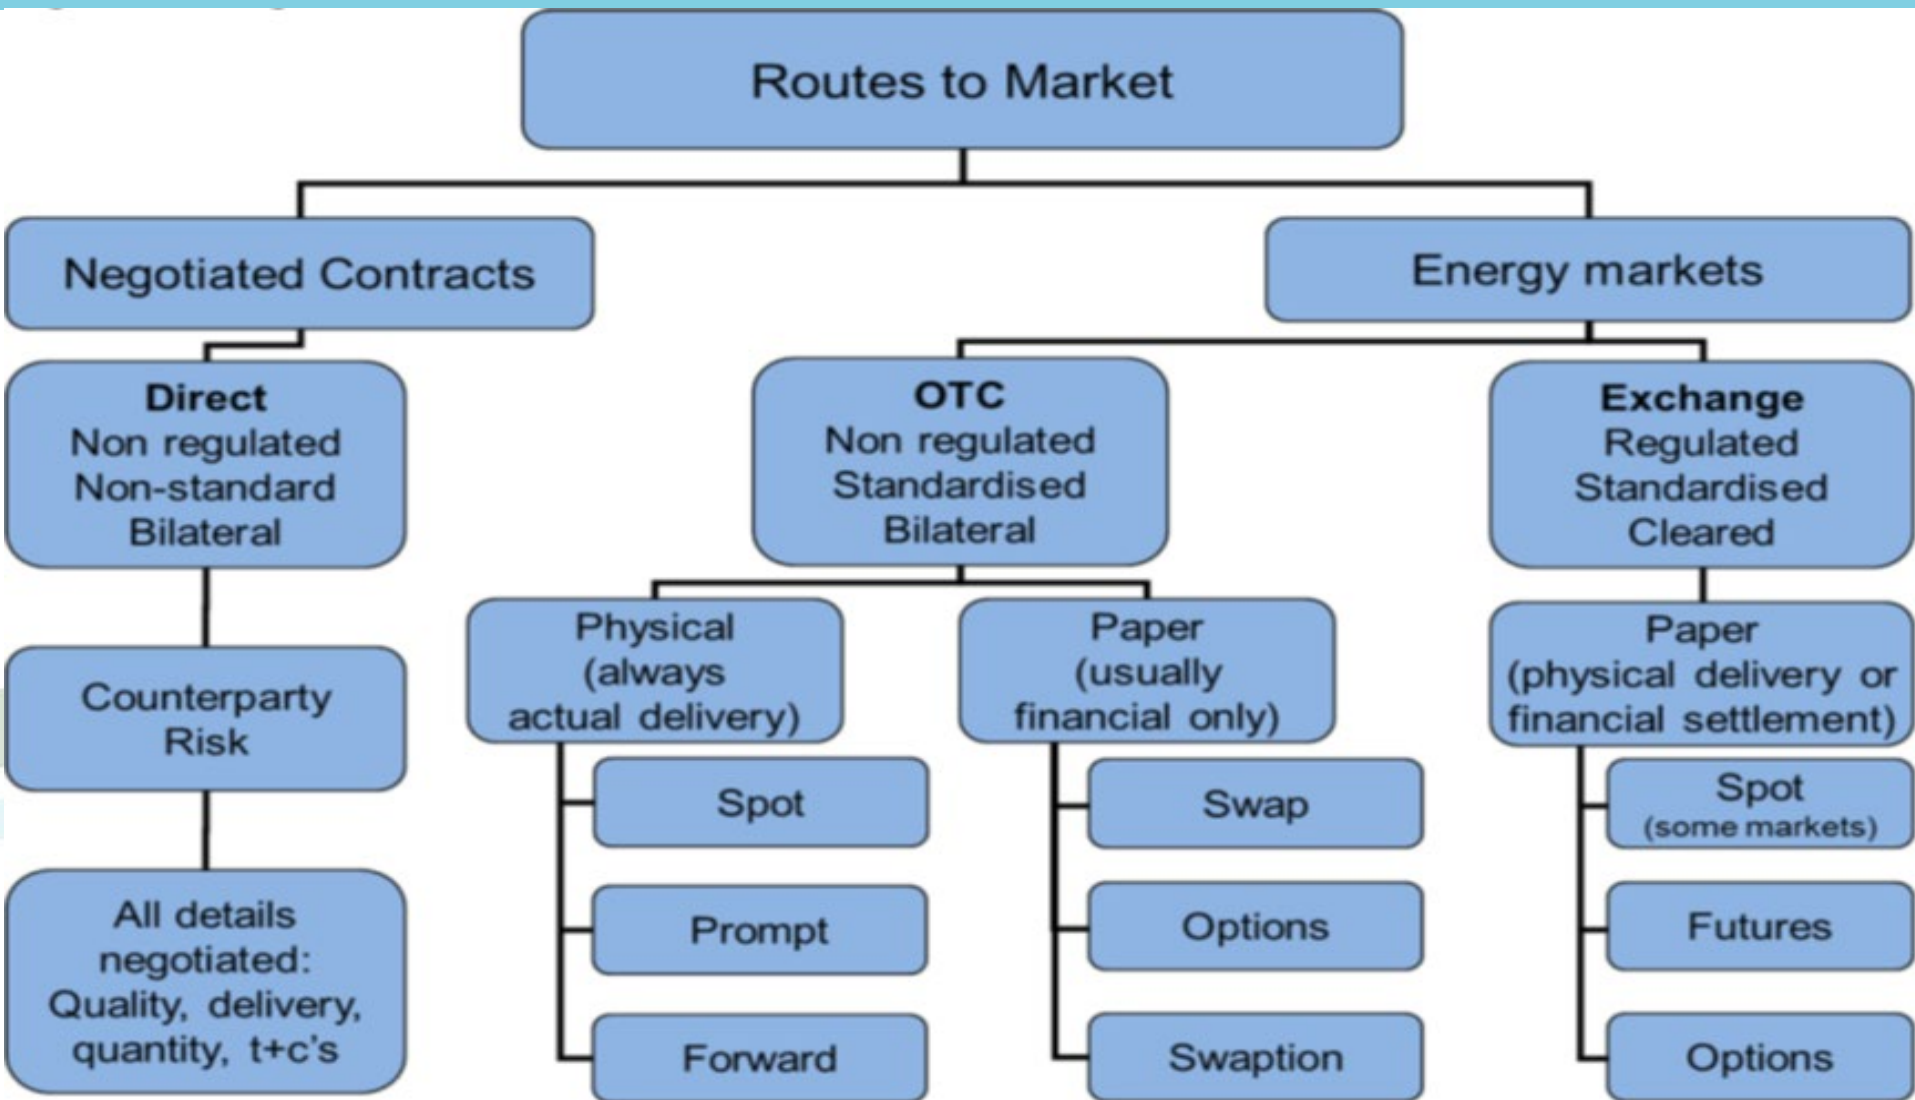 Routes to Market
Negotiated Contracts
Energy markets
Direct
Non regulated
Non-standard
Bilateral
OTC
Non regulated
Standardised
Bilateral
Exchange
Regulated
Standardised
Cleared
Counterparty
Risk
Physical
(always
actual delivery)
Paper
(usually
financial only)
Paper
(physical delivery or
financial settlement)
All details
negotiated:
Quality, delivery,
quantity, t+c's
Spot
Prompt
Forward
Swap
Options
Swaption
Spot
(some markets)
Futures
Options